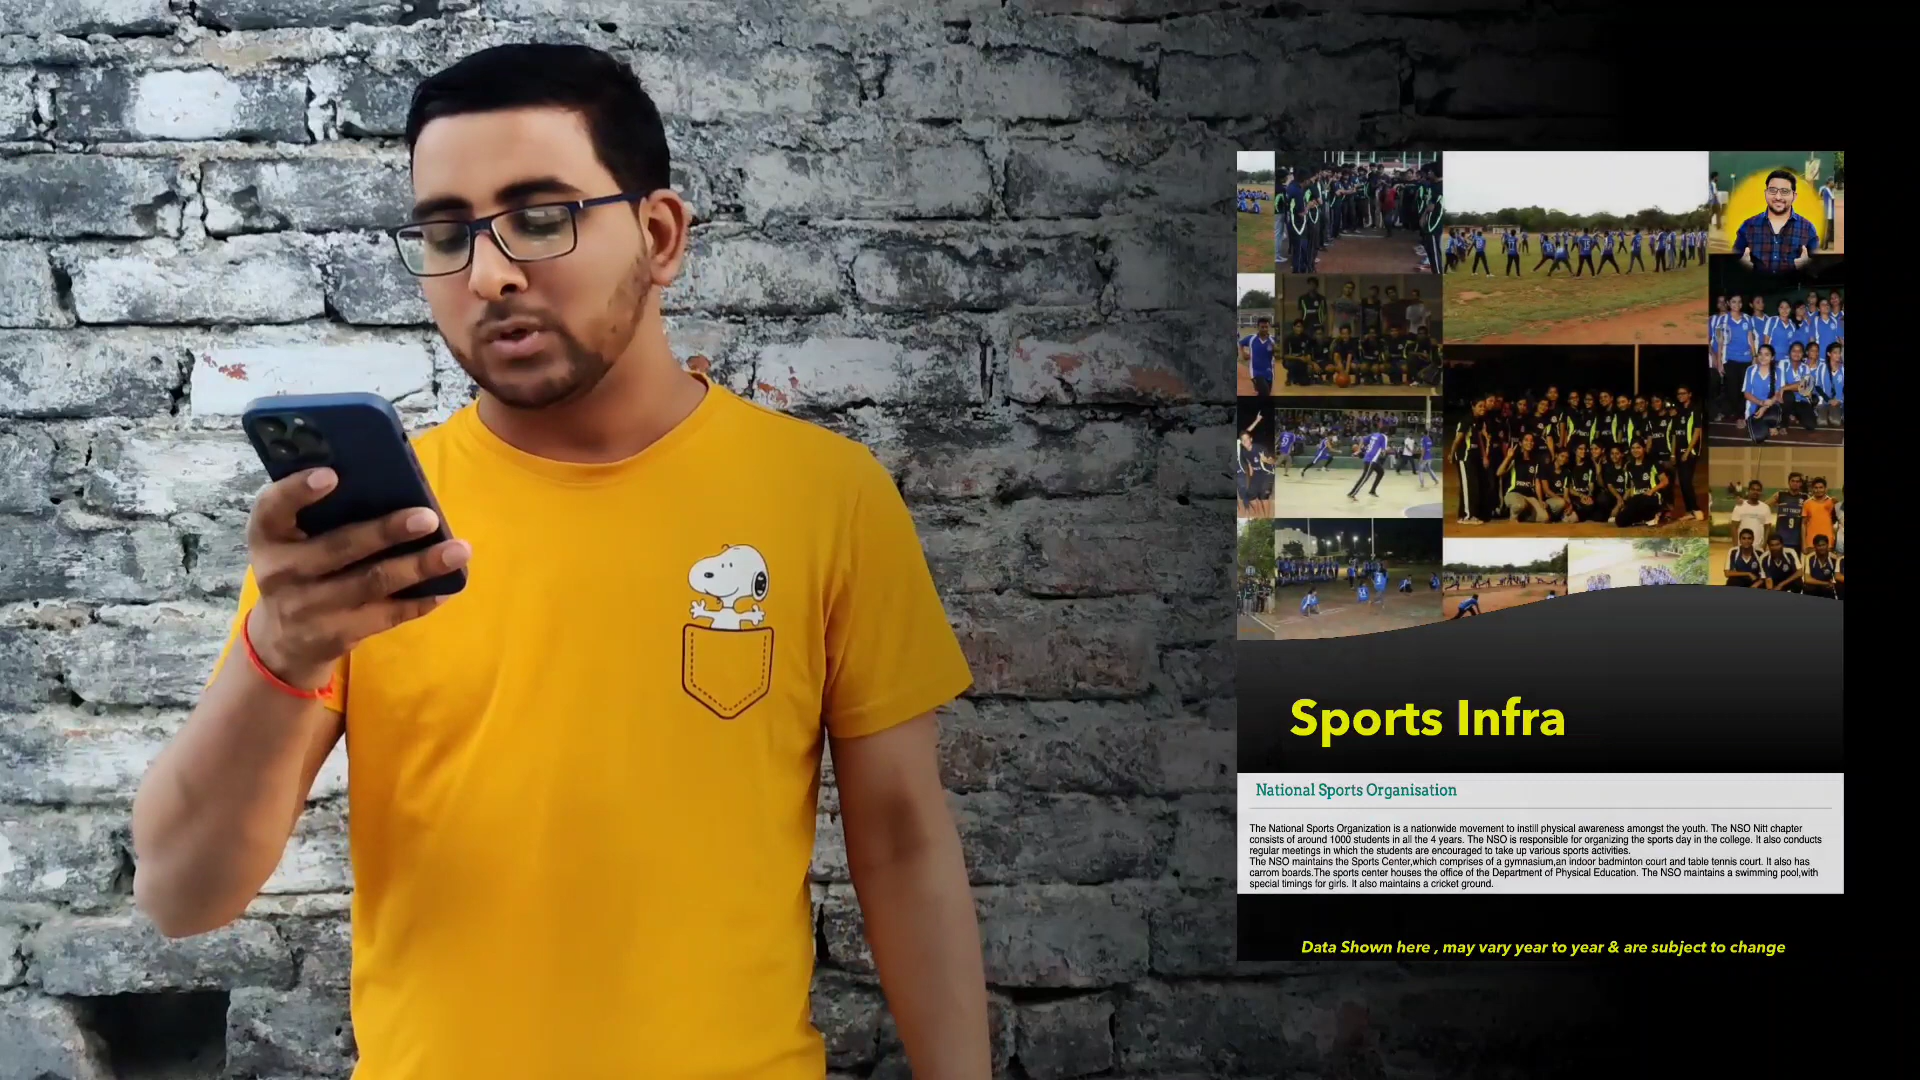 Sports Infra
National Sports Organisation
The National Sports Organization is a nationwide movement to instill physical awareness amongst the youth. The NSO Nitt chapter
consists of around 1000 students in all the 4 years. The NSO is responsible for organizing the sports day in the college. It also conducts
regular meetings in which the students are encouraged to take up various sports activities.
The NSO maintains the Sports Center,which comprises of a gymnasium,an indoor badminton court and table tennis court. It also has
carrom boards.The sports center houses the office of the Department of Physical Education. The NSO maintains a swimming pool,with
special timings for girls. It also maintains a cricket ground.
Data Shown here , may vary year to year & are subject to change